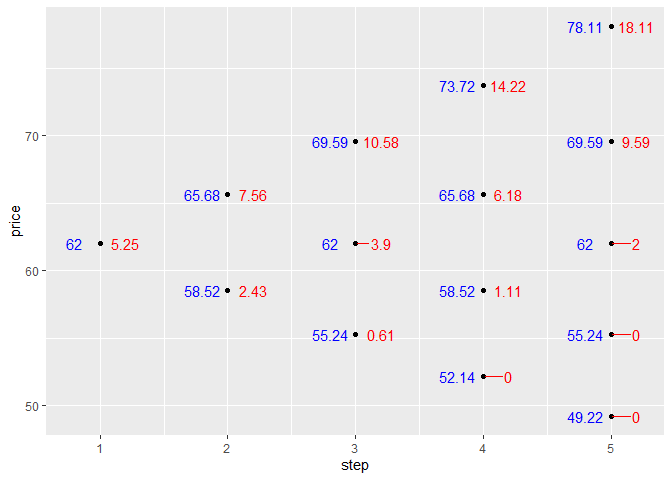 78.11 18.11
73.72 14.22
70
69.59 10.58 69.59 9.59
65.68 7.56 65.68 6.18
price
62 5.25 62 3.9 62 2
60
58.52 2.43 58.52 1.11
55.24 0.61 55.24 0
52.14 0
50
49.22 0
1 2 3 4 5
step